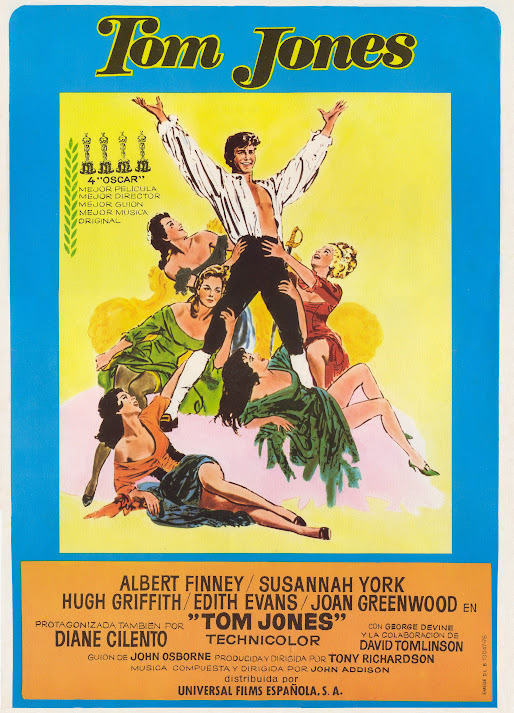 Tom Jones
4 "OSCAR"
MEJOR PELICULA
MEJOR DIRECTOR
MEJOR GUION
MEJOR MUSICA
ORIGINAL
ALBERT FINNEY / SUSANNAH YORK
HUGH GRIFFITH / EDITH EVANS / JOAN GREENWOOD EN
PROTAGONIZADA TAMBIEN POR
DIANE CILENTO
"TOM JONES"
TECHNICOLOR
CON GEORGE DEVINE
Y LA COLABORACION DE
DAVID TOMLINSON
GUION DE JOHN OSBORNE PRODUCIDA Y DIRIGIDA POR TONY RICHARDSON
MUSICA COMPUESTA Y DIRIGIDA POR JOHN ADDISON
distribuida por
UNIVERSAL FILMS ESPAÑOLA, S. A.